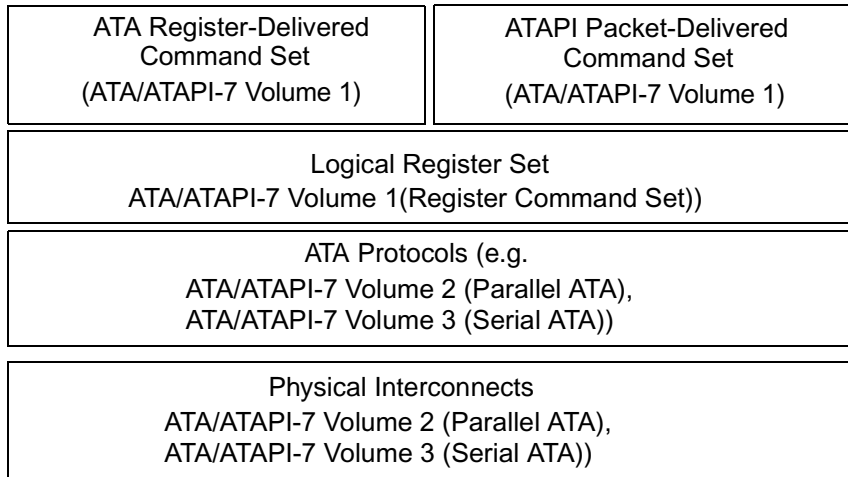 ATA Register-Delivered
Command Set
(ATA/ATAPI-7 Volume 1)
ATAPI Packet-Delivered
Command Set
(ATA/ATAPI-7 Volume 1)
Logical Register Set
ATA/ATAPI-7 Volume 1(Register Command Set))
ATA Protocols (e.g.
ATA/ATAPI-7 Volume 2 (Parallel ATA),
ATA/ATAPI-7 Volume 3 (Serial ATA))
Physical Interconnects
ATA/ATAPI-7 Volume 2 (Parallel ATA),
ATA/ATAPI-7 Volume 3 (Serial ATA))